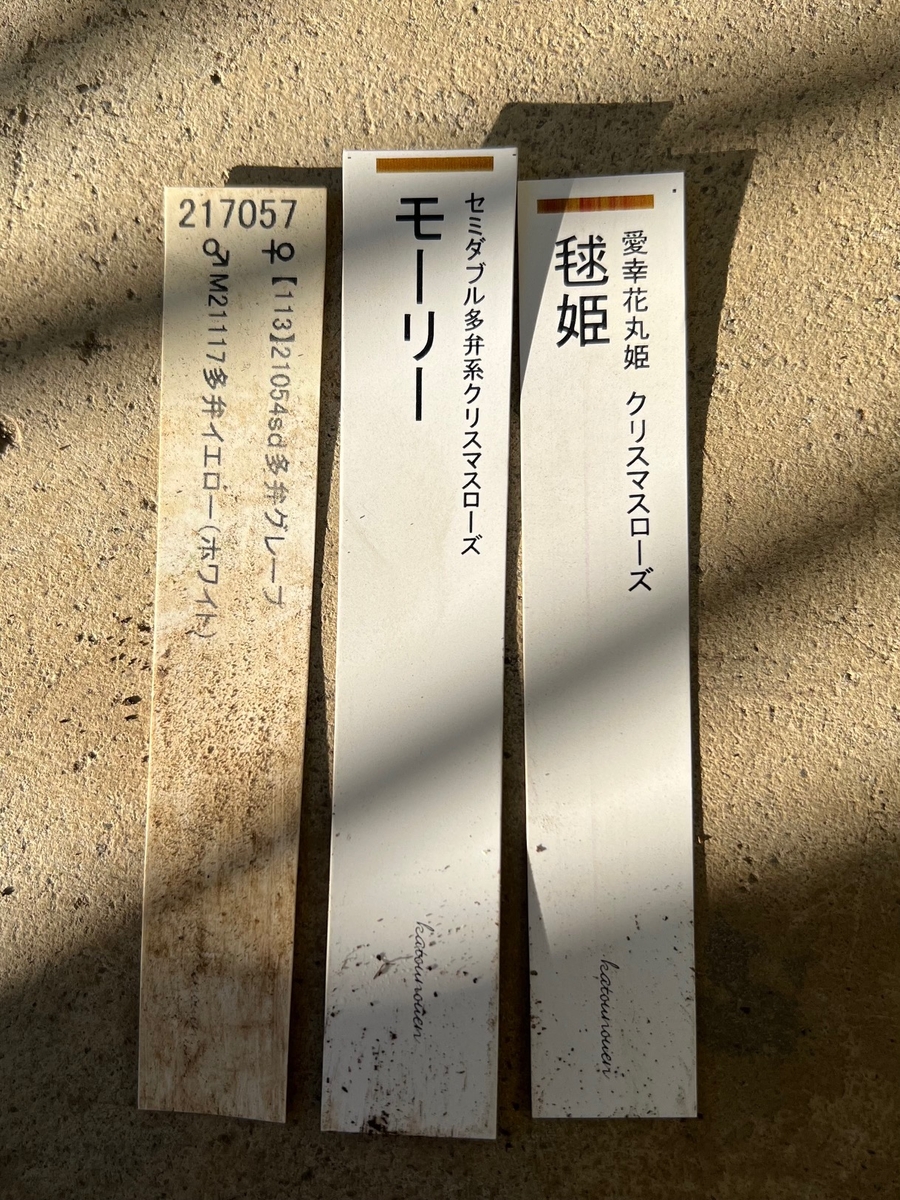 217057
♀【113】21054sd多弁グレープ
♂M21117多弁イエロー(ホワイト)
セミダブル多弁系クリスマスローズ
モーリー
katounouen
愛幸花丸姫 クリスマスローズ
毬姫
katounouen